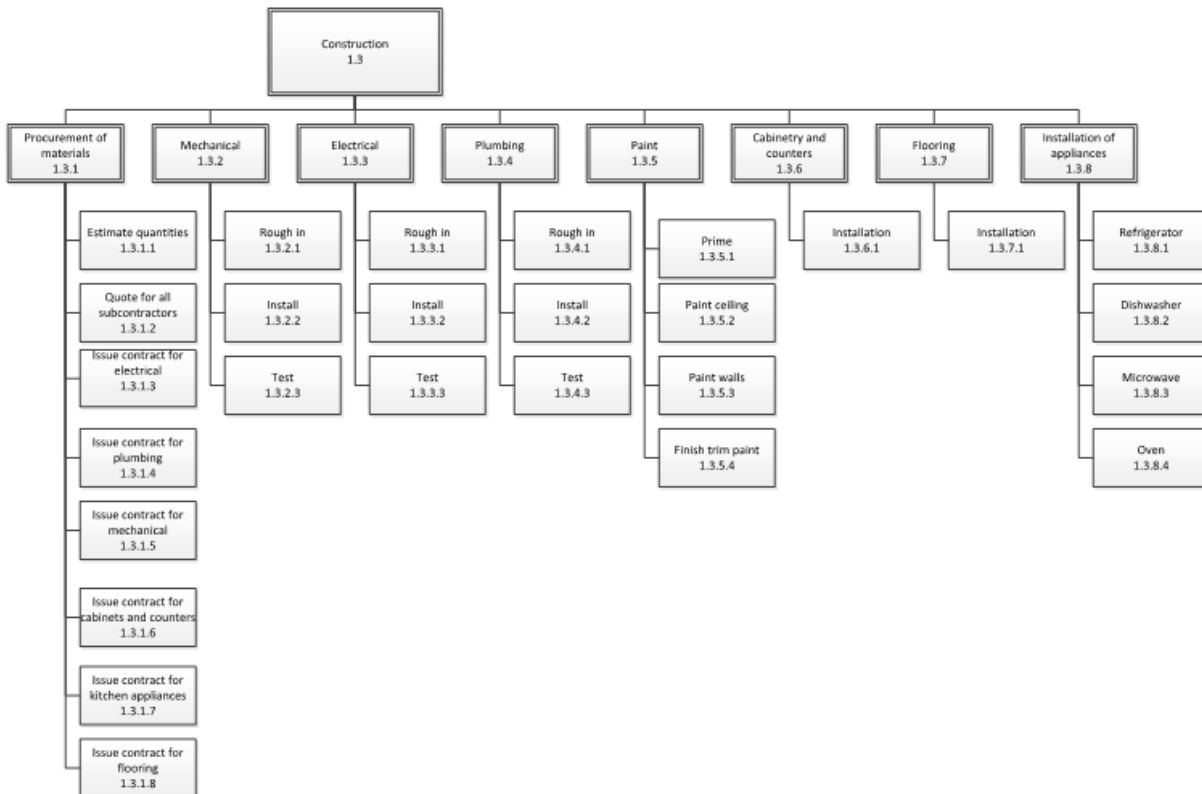 Construction
1.3
Procurement of
materials
1.3.1
Mechanical
1.3.2
Electrical
1.3.3
Plumbing
1.3.4
Paint
1.3.5
Cabinetry and
counters
1.3.6
Flooring
1.3.7
Installation of
appliances
1.3.8
Estimate quantities
1.3.1.1
Quote for all
subcontractors
1.3.1.2
Issue contract for
electrical
1.3.1.3
Issue contract for
plumbing
1.3.1.4
Issue contract for
mechanical
1.3.1.5
Issue contract for
cabinets and counters
1.3.1.6
Issue contract for
kitchen appliances
1.3.1.7
Issue contract for
flooring
1.3.1.8
Rough in
1.3.2.1
Install
1.3.2.2
Test
1.3.2.3
Rough in
1.3.3.1
Install
1.3.3.2
Test
1.3.3.3
Rough in
1.3.4.1
Install
1.3.4.2
Test
1.3.4.3
Prime
1.3.5.1
Paint ceiling
1.3.5.2
Paint walls
1.3.5.3
Finish trim paint
1.3.5.4
Installation
1.3.6.1
Installation
1.3.7.1
Refrigerator
1.3.8.1
Dishwasher
1.3.8.2
Microwave
1.3.8.3
Oven
1.3.8.4